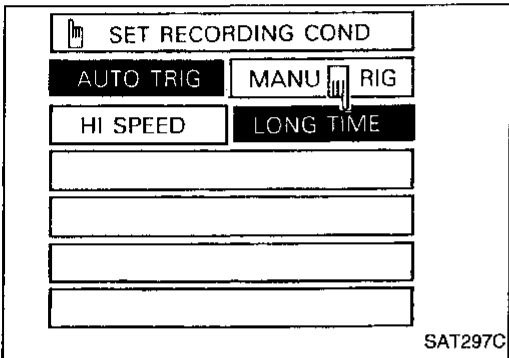 SET RECORDING COND
AUTO TRIG MANU RIG
HI SPEED LONG TIME
SAT297C